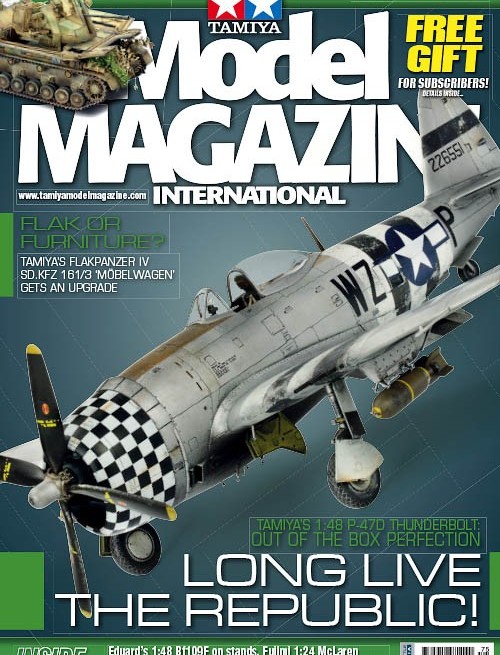 TAMIYA
Model
MAGAZINE
INTERNATIONAL
www.tamiyamodelmagazine.com
FREE
GIFT
FOR SUBSCRIBERS!
DETAILS INSIDE...
FLAK OR
FURNITURE?
TAMIYA'S FLAKPANZER IV
SD.KFZ 161/3 'MÖBELWAGEN'
GETS AN UPGRADE
226551
WZ P
TAMIYA'S 1:48 P-47D THUNDERBOLT:
OUT OF THE BOX PERFECTION
LONG LIVE
THE REPUBLIC!
INSIDE
Eduard's 1:48 Bf109E on stands, Fujimi 1:24 McLaren